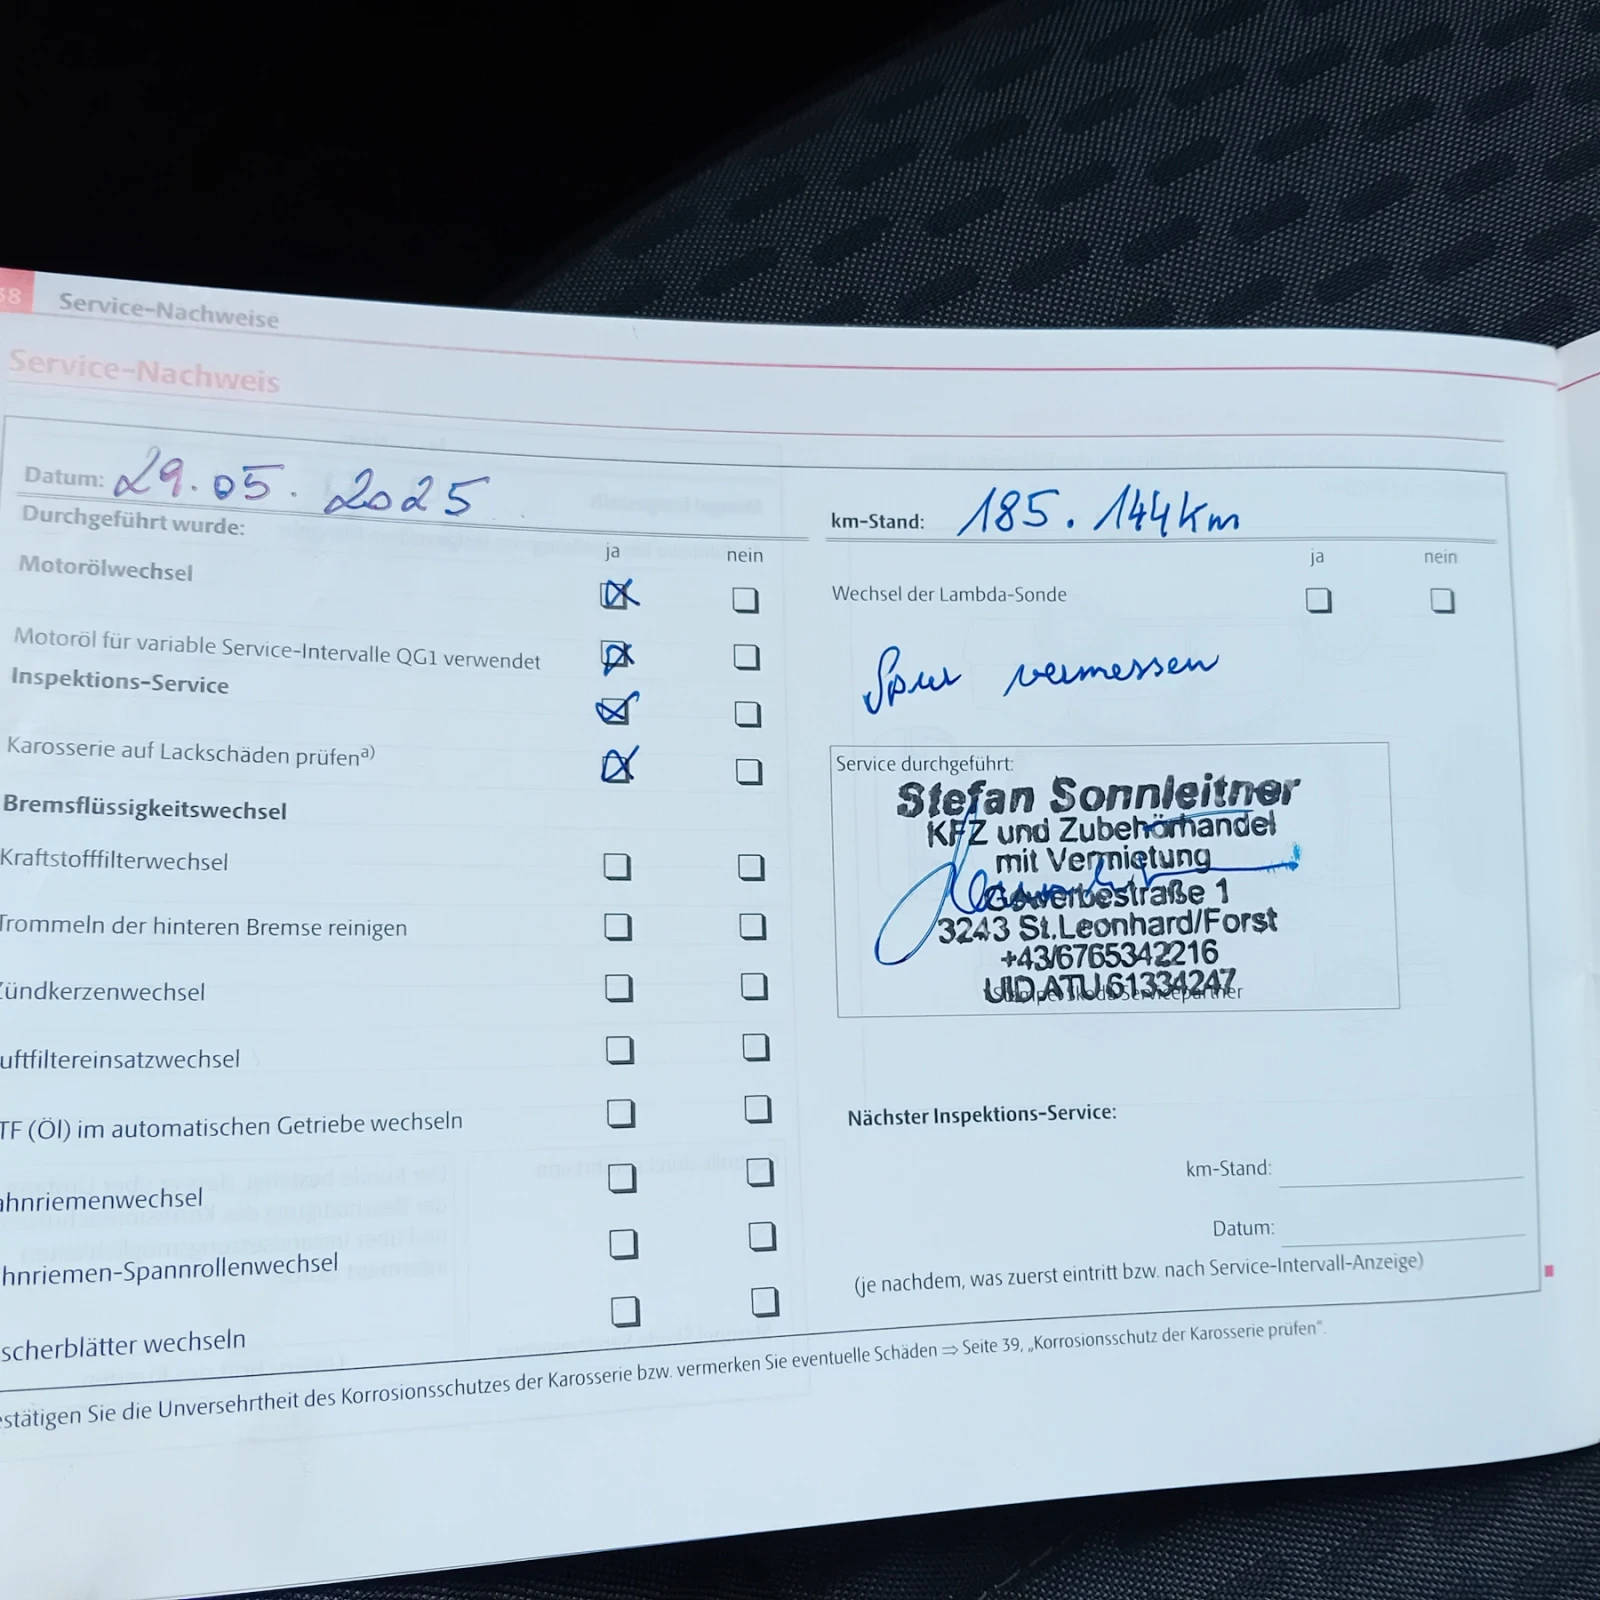 38 Service-Nachweise
Service-Nachweis
Datum: 29.05.2025
Durchgeführt wurde:
ja nein
Motorölwechsel
Motoröl für variable Service-Intervalle QG1 verwendet
Inspektions-Service
Karosserie auf Lackschäden prüfen a)
Bremsflüssigkeitswechsel
Kraftstofffilterwechsel
Trommeln der hinteren Bremse reinigen
Zündkerzenwechsel
uftfiltereinsatzwechsel
TF (Öl) im automatischen Getriebe wechseln
ahnriemenwechsel
hnriemen-Spannrollenwechsel
scherblätter wechseln
km-Stand: 185.144km
ja nein
Wechsel der Lambda-Sonde
Spur vermessen
Service durchgeführt:
Stefan Sonnleitner
KFZ und Zubehörhandel
mit Vermietung
Gewerbestraße 1
3243 St.Leonhard/Forst
+43/6765342216
UID ATU 61334247
Stempel Skoda Servicepartner
Nächster Inspektions-Service:
km-Stand:
Datum:
(je nachdem, was zuerst eintritt bzw. nach Service-Intervall-Anzeige)
estätigen Sie die Unversehrtheit des Korrosionsschutzes der Karosserie bzw. vermerken Sie eventuelle Schäden ⇒ Seite 39, „Korrosionsschutz der Karosserie prüfen“.